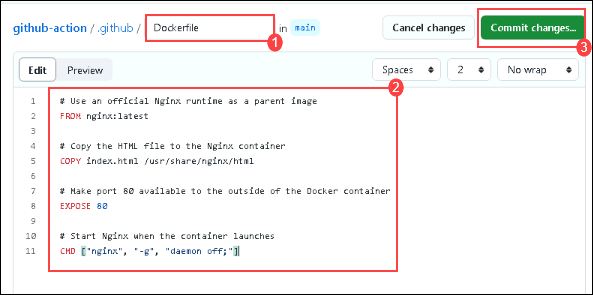 github-action / .github / Dockerfile in main Cancel changes Commit changes...
1 3
Edit Preview Spaces 2 No wrap
2
1 # Use an official Nginx runtime as a parent image
2 FROM nginx:latest
3
4 # Copy the HTML file to the Nginx container
5 COPY index.html /usr/share/nginx/html
6
7 # Make port 80 available to the outside of the Docker container
8 EXPOSE 80
9
10 # Start Nginx when the container launches
11 CMD ["nginx", "-g", "daemon off;"]